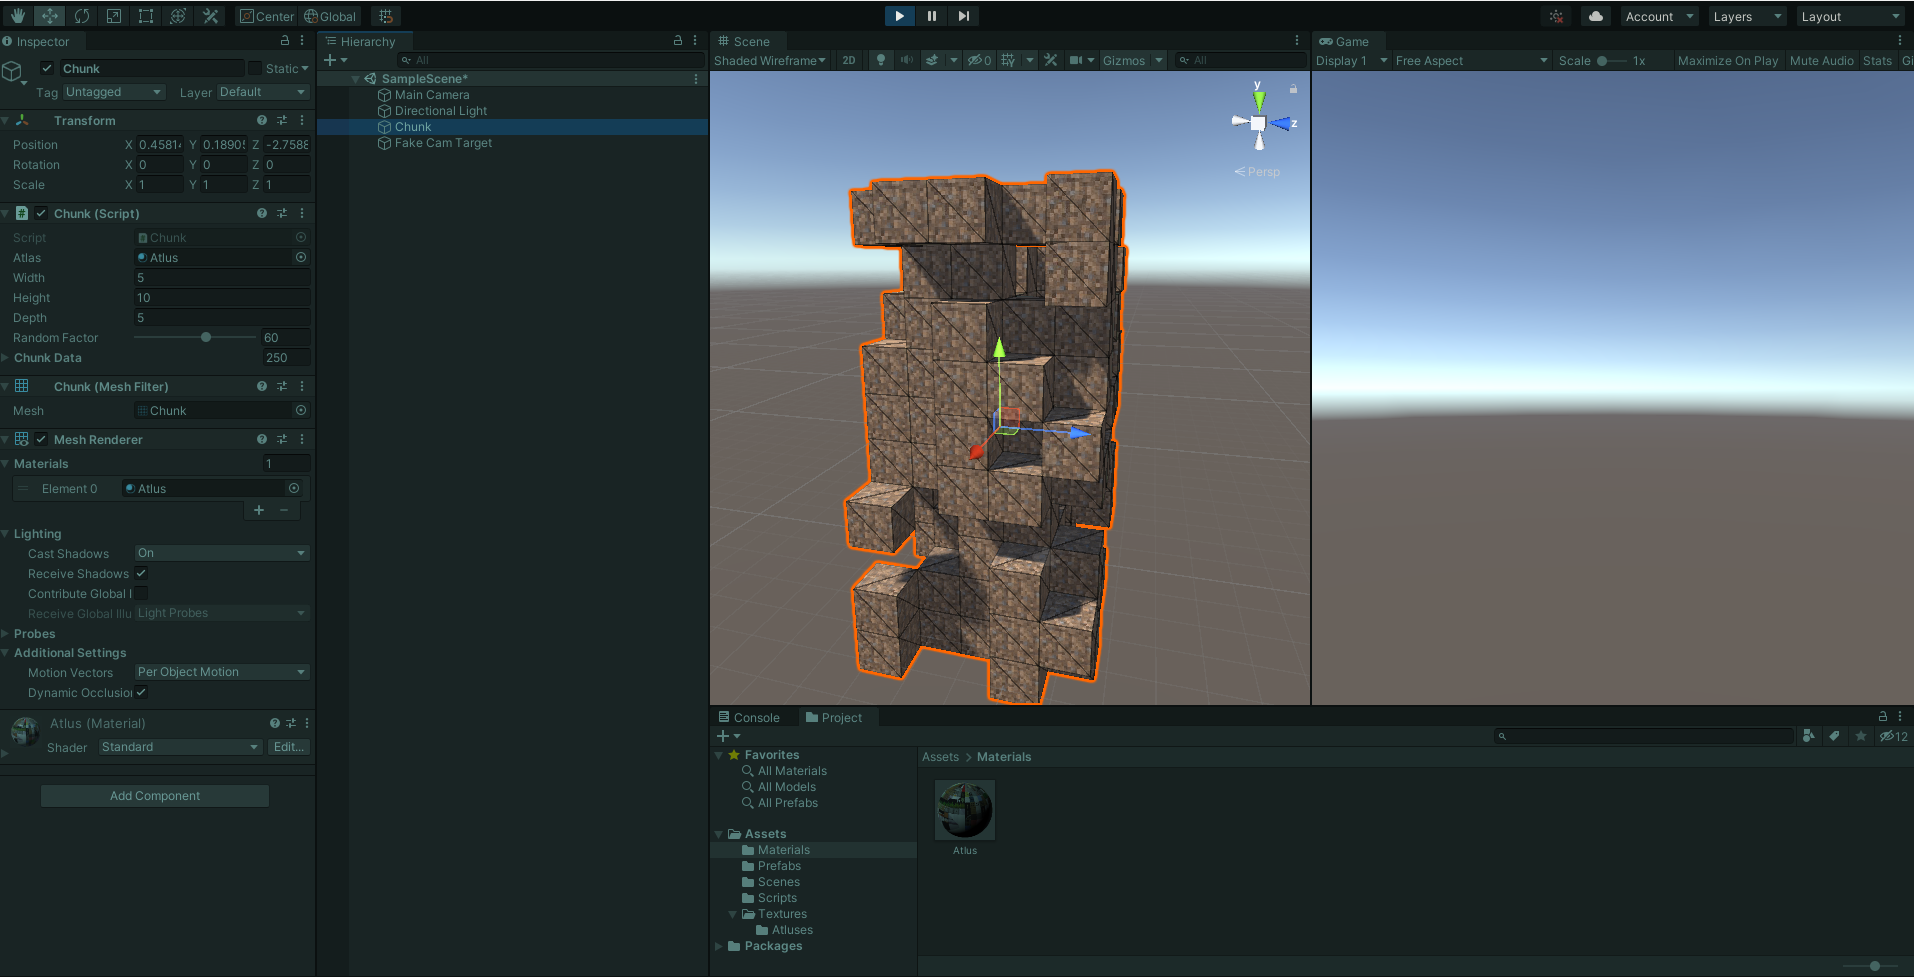 Center Global
Account Layers Layout
Inspector
Chunk Static
Tag Untagged Layer Default
Transform
Position X 0.4581 Y 0.1890 Z -2.7588
Rotation X 0 Y 0 Z 0
Scale X 1 Y 1 Z 1
Chunk (Script)
Script Chunk
Atlas Atlus
Width 5
Height 10
Depth 5
Random Factor 60
Chunk Data 250
Chunk (Mesh Filter)
Mesh Chunk
Mesh Renderer
Materials 1
Element 0 Atlus
Lighting
Cast Shadows On
Receive Shadows
Contribute Global I
Receive Global Illu Light Probes
Probes
Additional Settings
Motion Vectors Per Object Motion
Dynamic Occlusion
Atlus (Material)
Shader Standard Edit...
Add Component
Hierarchy
All
SampleScene*
Main Camera
Directional Light
Chunk
Fake Cam Target
Scene
Shaded Wireframe 2D 0 Gizmos All
y
z
Persp
Game
Display 1 Free Aspect Scale 1x Maximize On Play Mute Audio Stats Gi
Console Project
12
Favorites
All Materials
All Models
All Prefabs
Assets
Materials
Prefabs
Scenes
Scripts
Textures
Atluses
Packages
Assets > Materials
Atlus